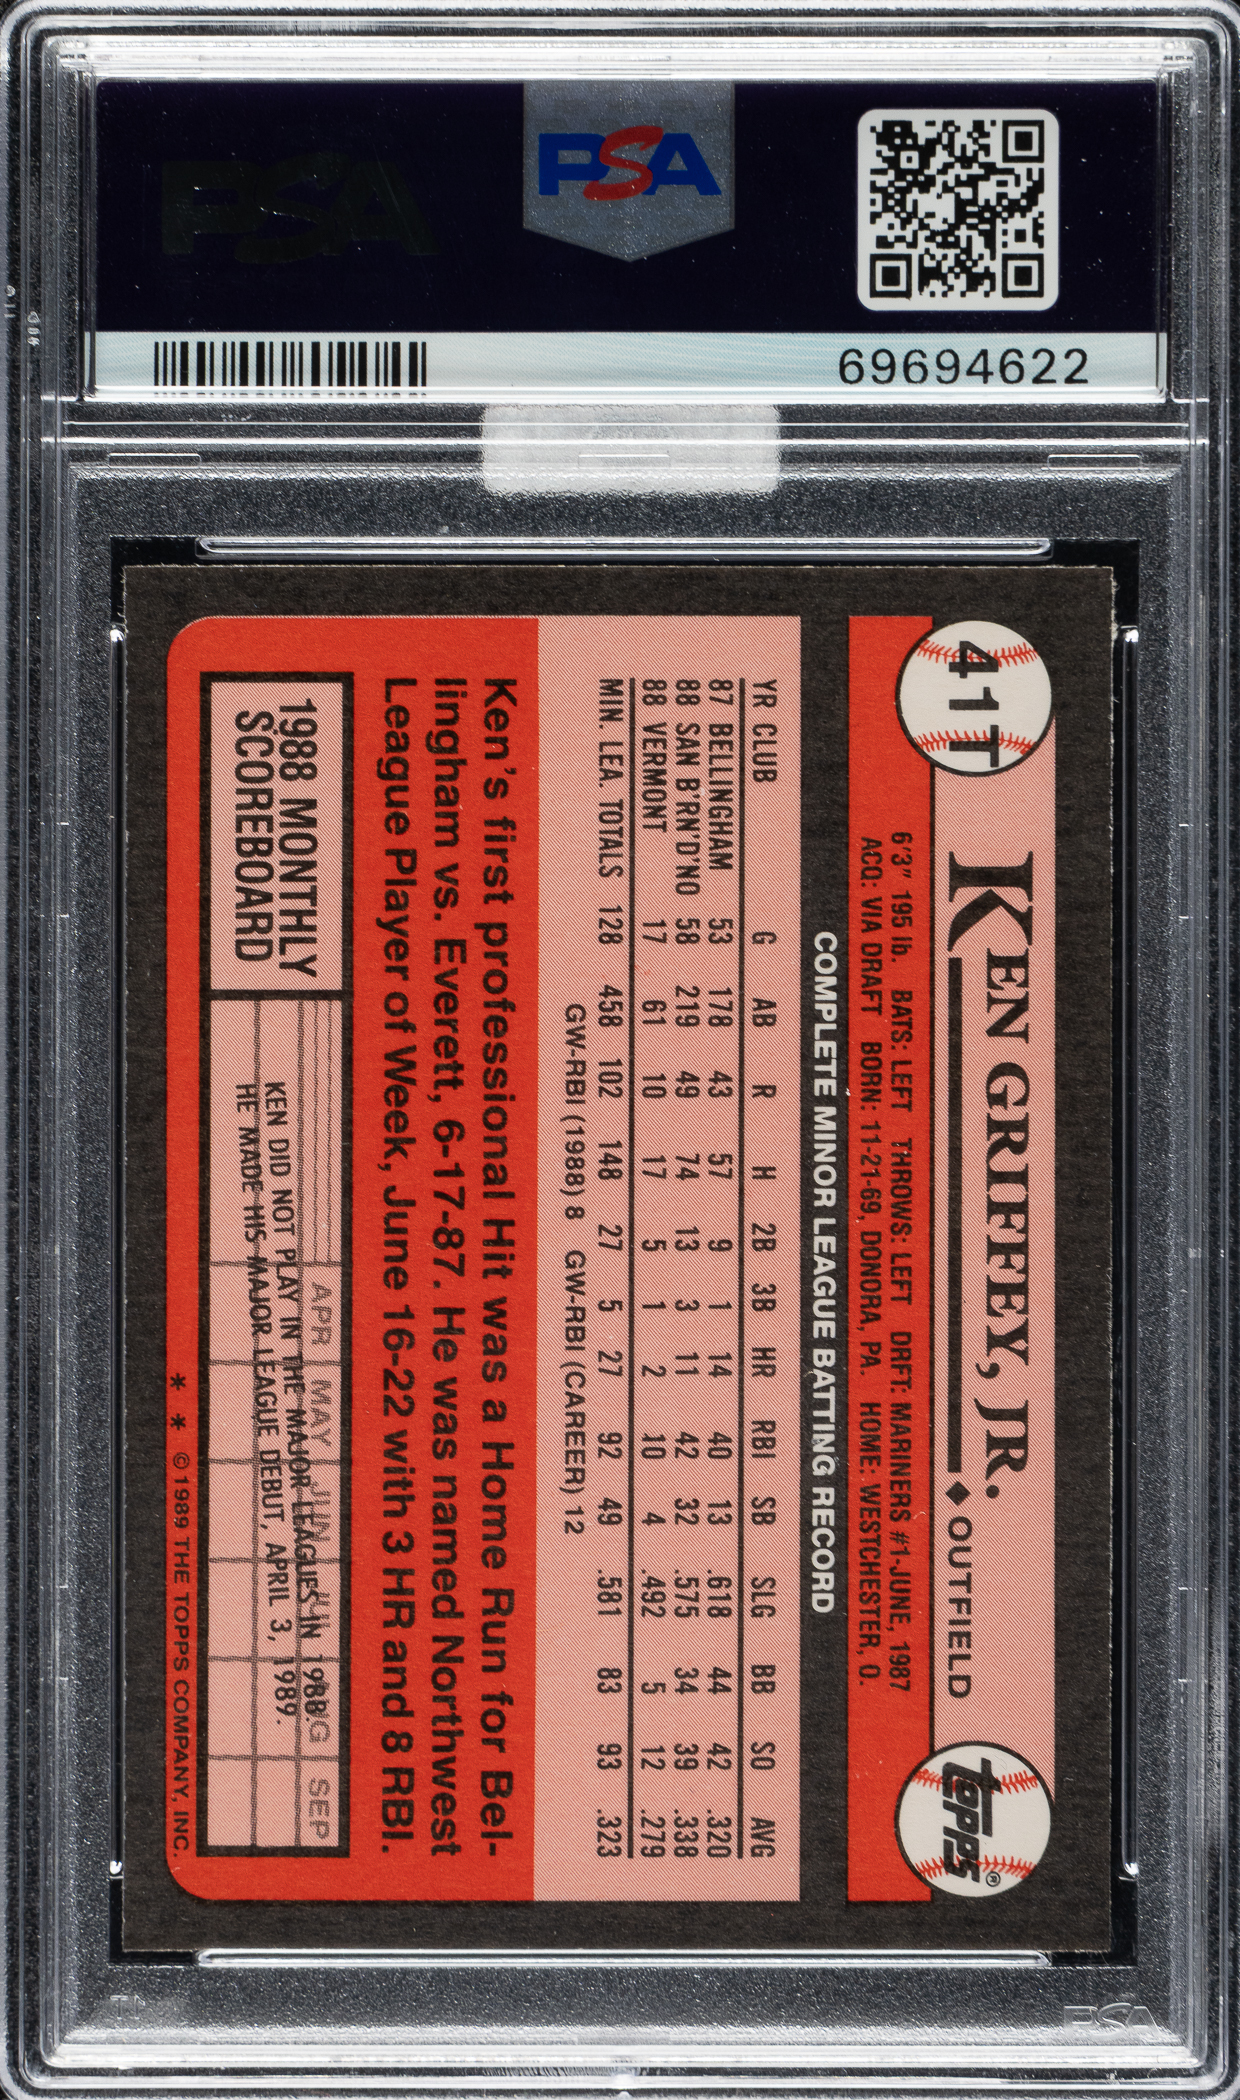 PSA
PSA
69694622
41T
KEN GRIFFEY, JR.
◆ OUTFIELD
topps®
6'3" 195 lb. BATS: LEFT THROWS: LEFT DRFT: MARINERS #1-JUNE, 1987
ACQ: VIA DRAFT BORN: 11-21-69, DONORA, PA. HOME: WESTCHESTER, O.
COMPLETE MINOR LEAGUE BATTING RECORD
YR CLUB G AB R H 2B 3B HR RBI SB SLG BB SO AVG
87 BELLINGHAM 53 178 43 57 9 1 14 40 13 .618 44 42 .320
88 SAN B'RN'D'NO 58 219 49 74 13 3 11 42 32 .575 34 39 .338
88 VERMONT 17 61 10 17 5 1 2 10 4 .492 5 12 .279
MIN. LEA. TOTALS 128 458 102 148 27 5 27 92 49 .581 83 93 .323
GW-RBI (1988) 8 GW-RBI (CAREER) 12
Ken's first professional Hit was a Home Run for Bel-
lingham vs. Everett, 6-17-87. He was named Northwest
League Player of Week, June 16-22 with 3 HR and 8 RBI.
1988 MONTHLY
SCOREBOARD
APR MAY JUN SEP
KEN DID NOT PLAY IN THE MAJOR LEAGUES IN 1988.
HE MADE HIS MAJOR LEAGUE DEBUT, APRIL 3, 1989.
* * ©1989 THE TOPPS COMPANY, INC.
PSA